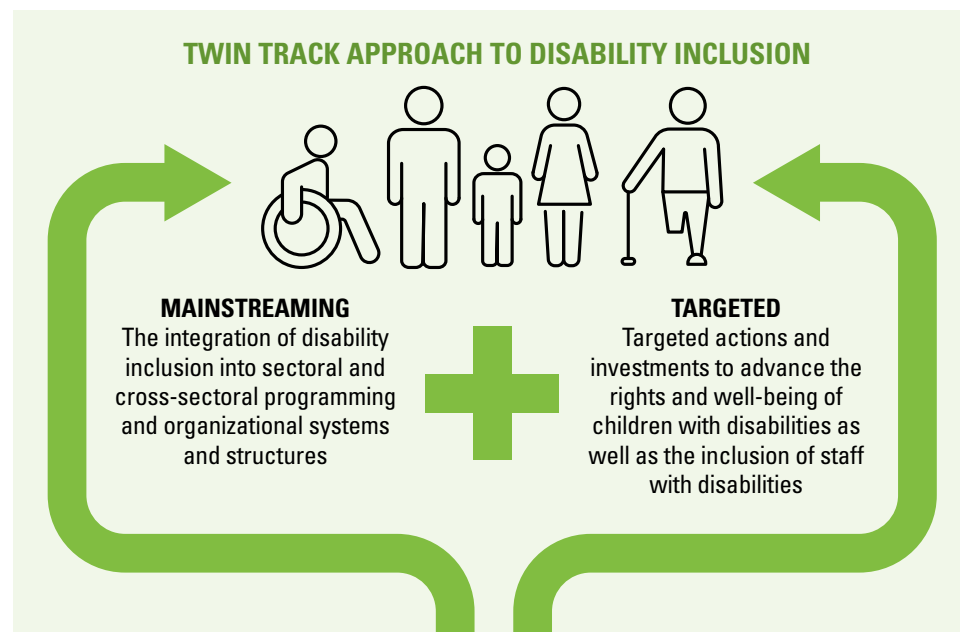 TWIN TRACK APPROACH TO DISABILITY INCLUSION
MAINSTREAMING
The integration of disability
inclusion into sectoral and
cross-sectoral programming
and organizational systems
and structures
TARGETED
Targeted actions and
investments to advance the
rights and well-being of
children with disabilities as
well as the inclusion of staff
with disabilities